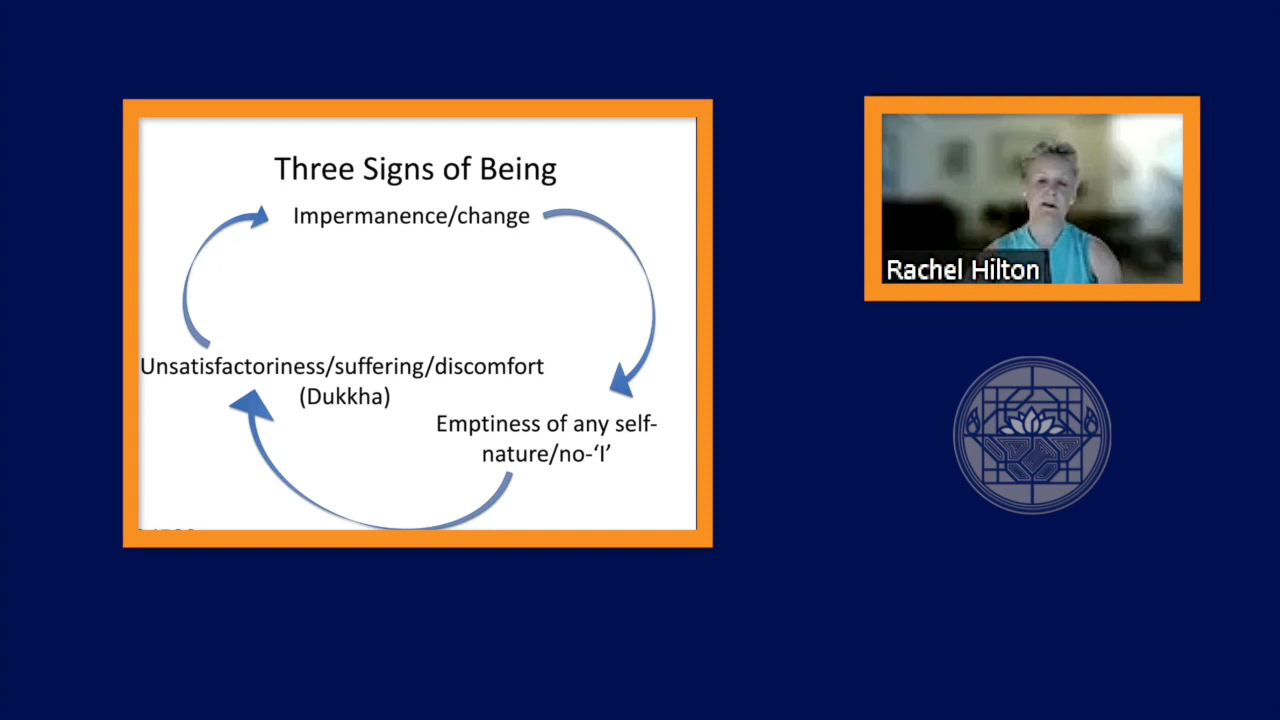 Three Signs of Being
Impermanence/change
Unsatisfactoriness/suffering/discomfort
(Dukkha)
Emptiness of any self-
nature/no-‘I’
Rachel Hilton